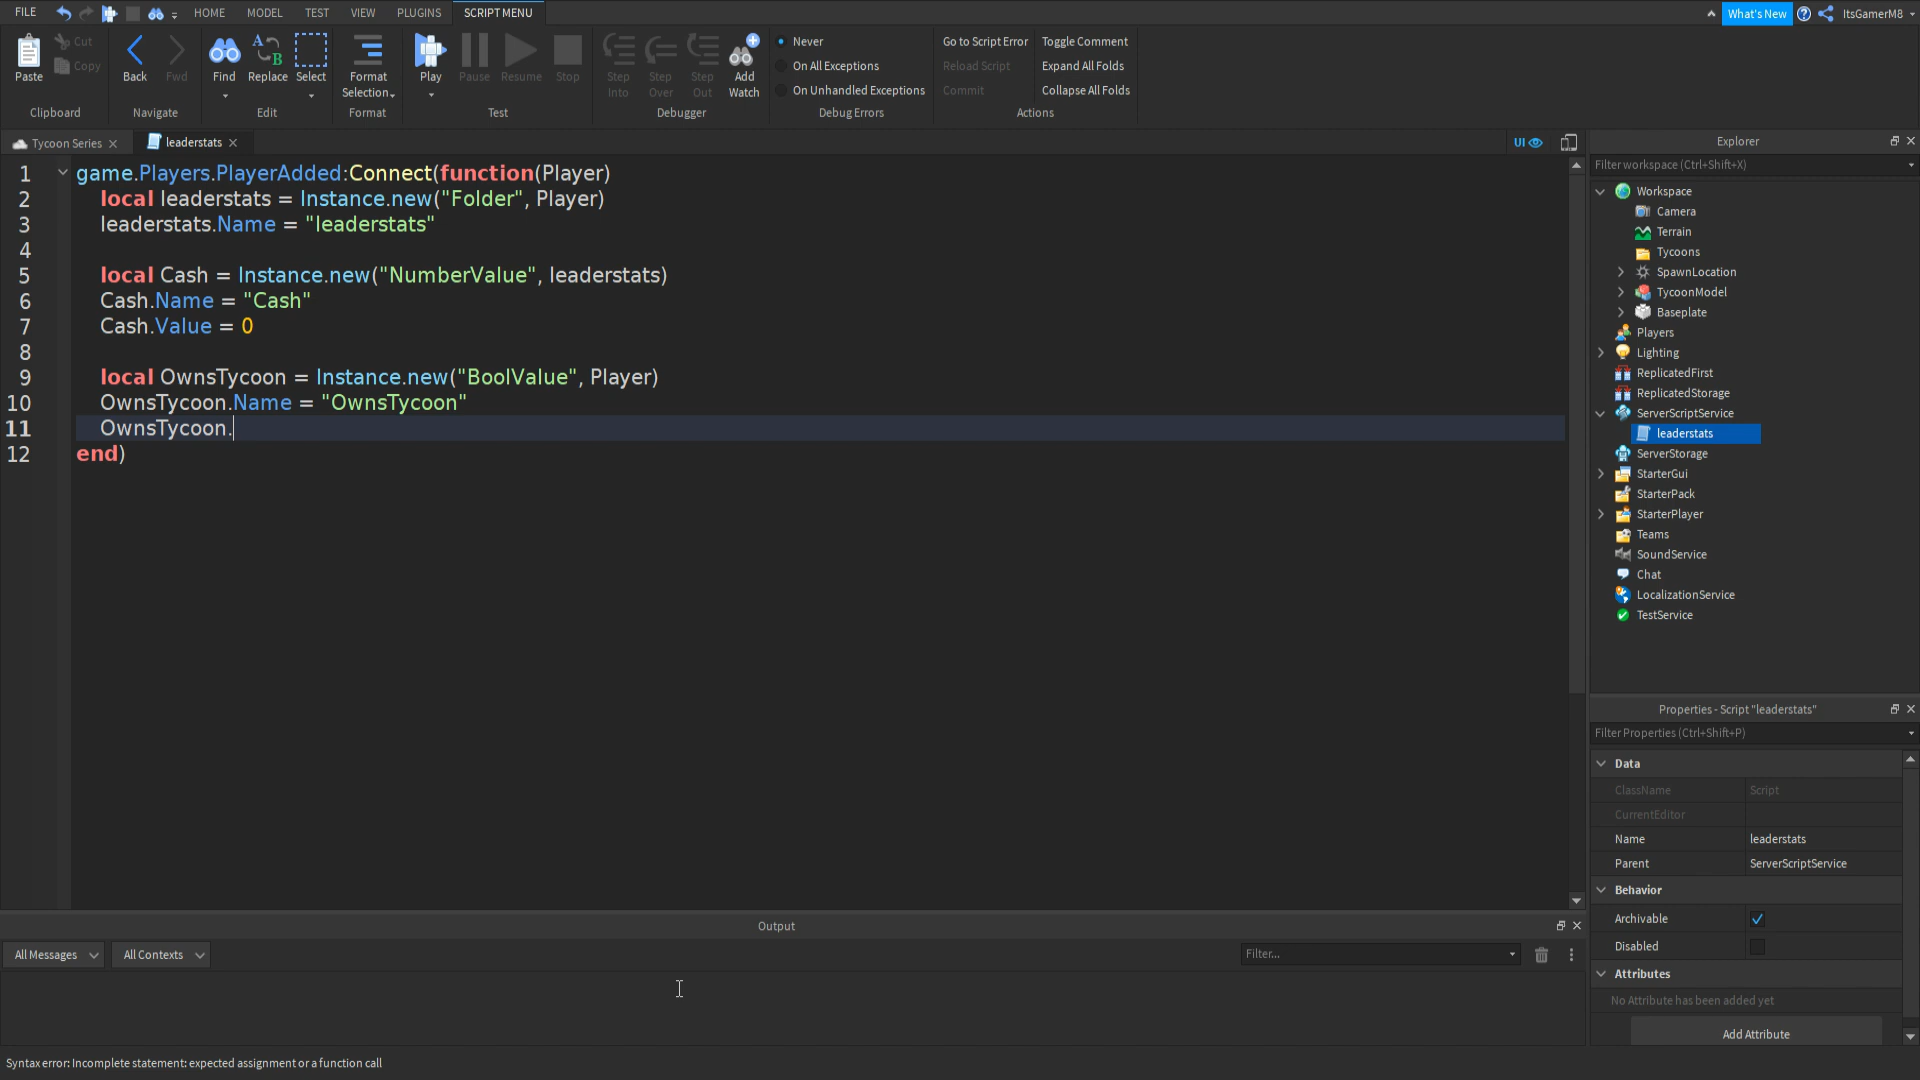 FILE HOME MODEL TEST VIEW PLUGINS SCRIPT MENU What's New ItsGamerM8
Paste Cut Copy Clipboard
Back Fwd Navigate
Find Replace Select Edit
Format Selection Format
Play Pause Resume Stop Test
Step Into Step Over Step Out Add Watch Debugger
Never
On All Exceptions
On Unhandled Exceptions
Debug Errors
Go to Script Error Toggle Comment
Reload Script Expand All Folds
Commit Collapse All Folds
Actions
Tycoon Series leaderstats UI
1 game.Players.PlayerAdded:Connect(function(Player)
2 local leaderstats = Instance.new("Folder", Player)
3 leaderstats.Name = "leaderstats"
4
5 local Cash = Instance.new("NumberValue", leaderstats)
6 Cash.Name = "Cash"
7 Cash.Value = 0
8
9 local OwnsTycoon = Instance.new("BoolValue", Player)
10 OwnsTycoon.Name = "OwnsTycoon"
11 OwnsTycoon.
12 end)
Explorer
Filter workspace (Ctrl+Shift+X)
Workspace
Camera
Terrain
Tycoons
SpawnLocation
TycoonModel
Baseplate
Players
Lighting
ReplicatedFirst
ReplicatedStorage
ServerScriptService
leaderstats
ServerStorage
StarterGui
StarterPack
StarterPlayer
Teams
SoundService
Chat
LocalizationService
TestService
Properties - Script "leaderstats"
Filter Properties (Ctrl+Shift+P)
Data
ClassName Script
CurrentEditor
Name leaderstats
Parent ServerScriptService
Behavior
Archivable
Disabled
Attributes
No Attribute has been added yet
Add Attribute
Output
All Messages All Contexts Filter...
Syntax error: Incomplete statement: expected assignment or a function call